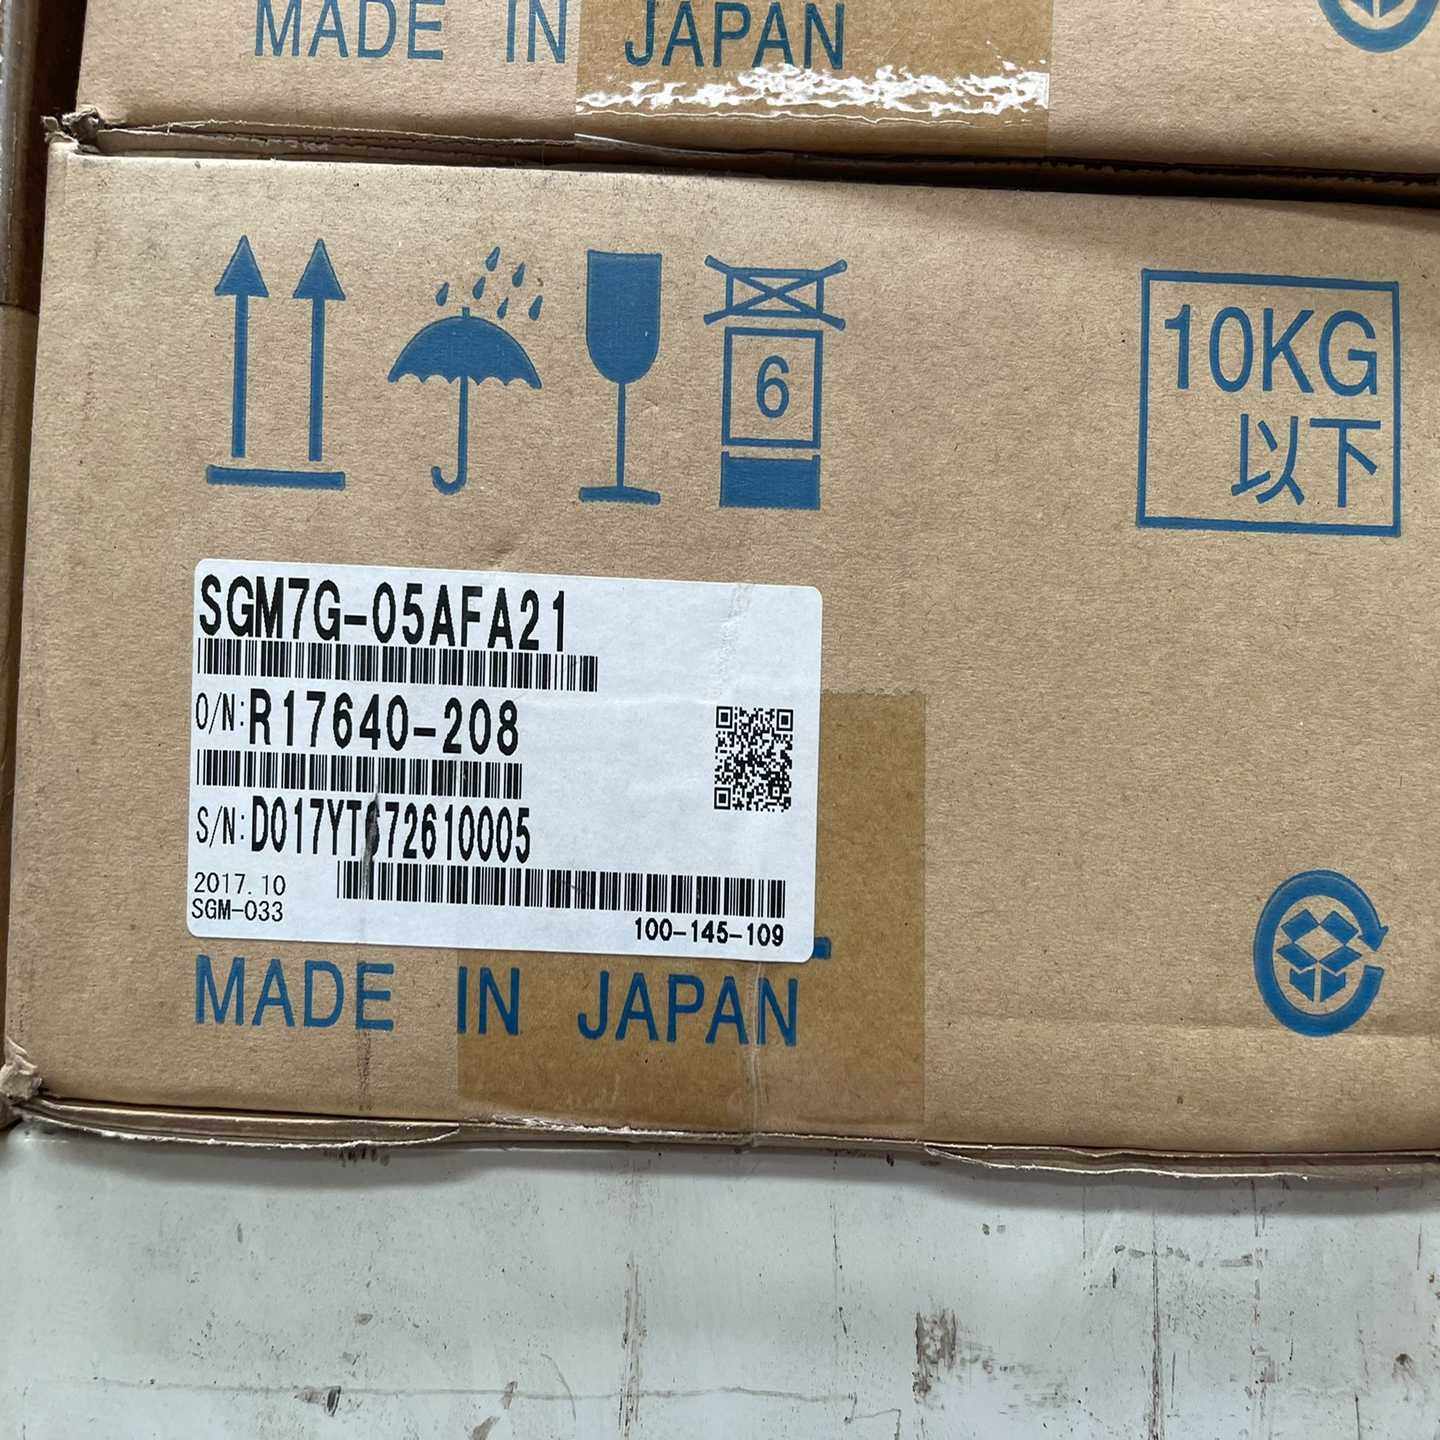 MADE IN JAPAN
6
10KG
以下
SGM7G-05AFA21
O/N: R17640-208
S/N:
2017.10
SGM-033
100-145-109
MADE IN JAPAN